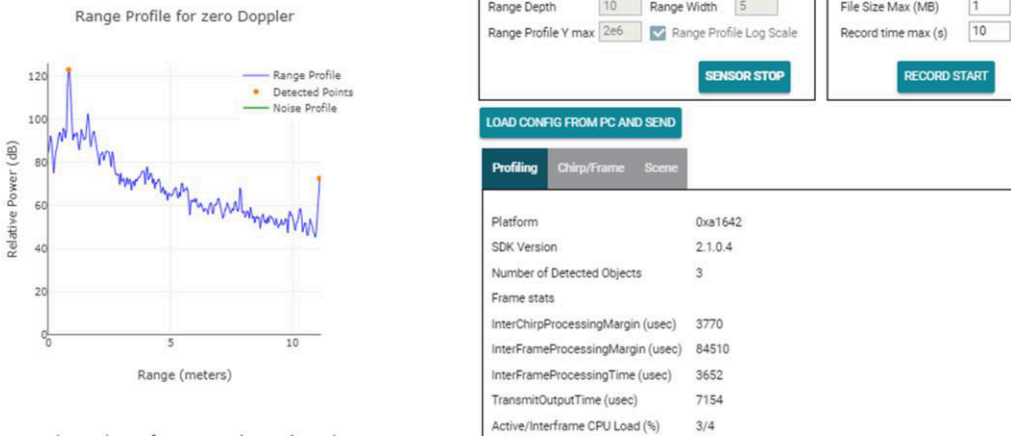 Range Profile for zero Doppler
Range Profile
Detected Points
Noise Profile
120
100
80
60
40
20
0
0 5 10
Relative Power (dB)
Range (meters)
Range Depth 10 Range Width 5
Range Profile Y max 2e6 Range Profile Log Scale
SENSOR STOP
File Size Max (MB) 1
Record time max (s) 10
RECORD START
LOAD CONFIG FROM PC AND SEND
Profiling Chirp/Frame Scene
Platform 0xa1642
SDK Version 2.1.0.4
Number of Detected Objects 3
Frame stats
InterChirpProcessingMargin (usec) 3770
InterFrameProcessingMargin (usec) 84510
InterFrameProcessingTime (usec) 3652
TransmitOutputTime (usec) 7154
Active/Interframe CPU Load (%) 3/4